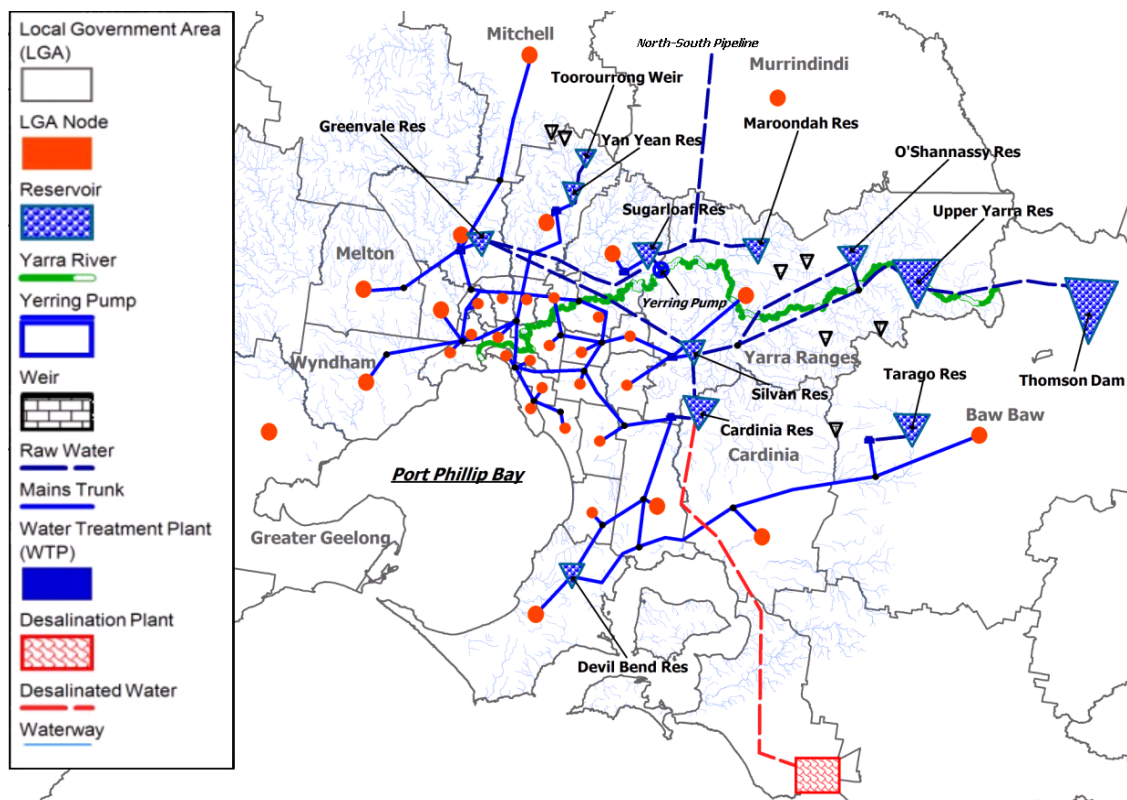 Local Government Area
(LGA)
LGA Node
Reservoir
Yarra River
Yerring Pump
Weir
Raw Water
Mains Trunk
Water Treatment Plant
(WTP)
Desalination Plant
Desalinated Water
Waterway
Mitchell
North-South Pipeline
Murrindindi
Toorourrong Weir
Greenvale Res
Yan Yean Res
Maroondah Res
O'Shannassy Res
Sugarloaf Res
Upper Yarra Res
Melton
Yerring Pump
Wyndham
Yarra Ranges
Tarago Res
Thomson Dam
Silvan Res
Baw Baw
Cardinia Res
Cardinia
Port Phillip Bay
Greater Geelong
Devil Bend Res